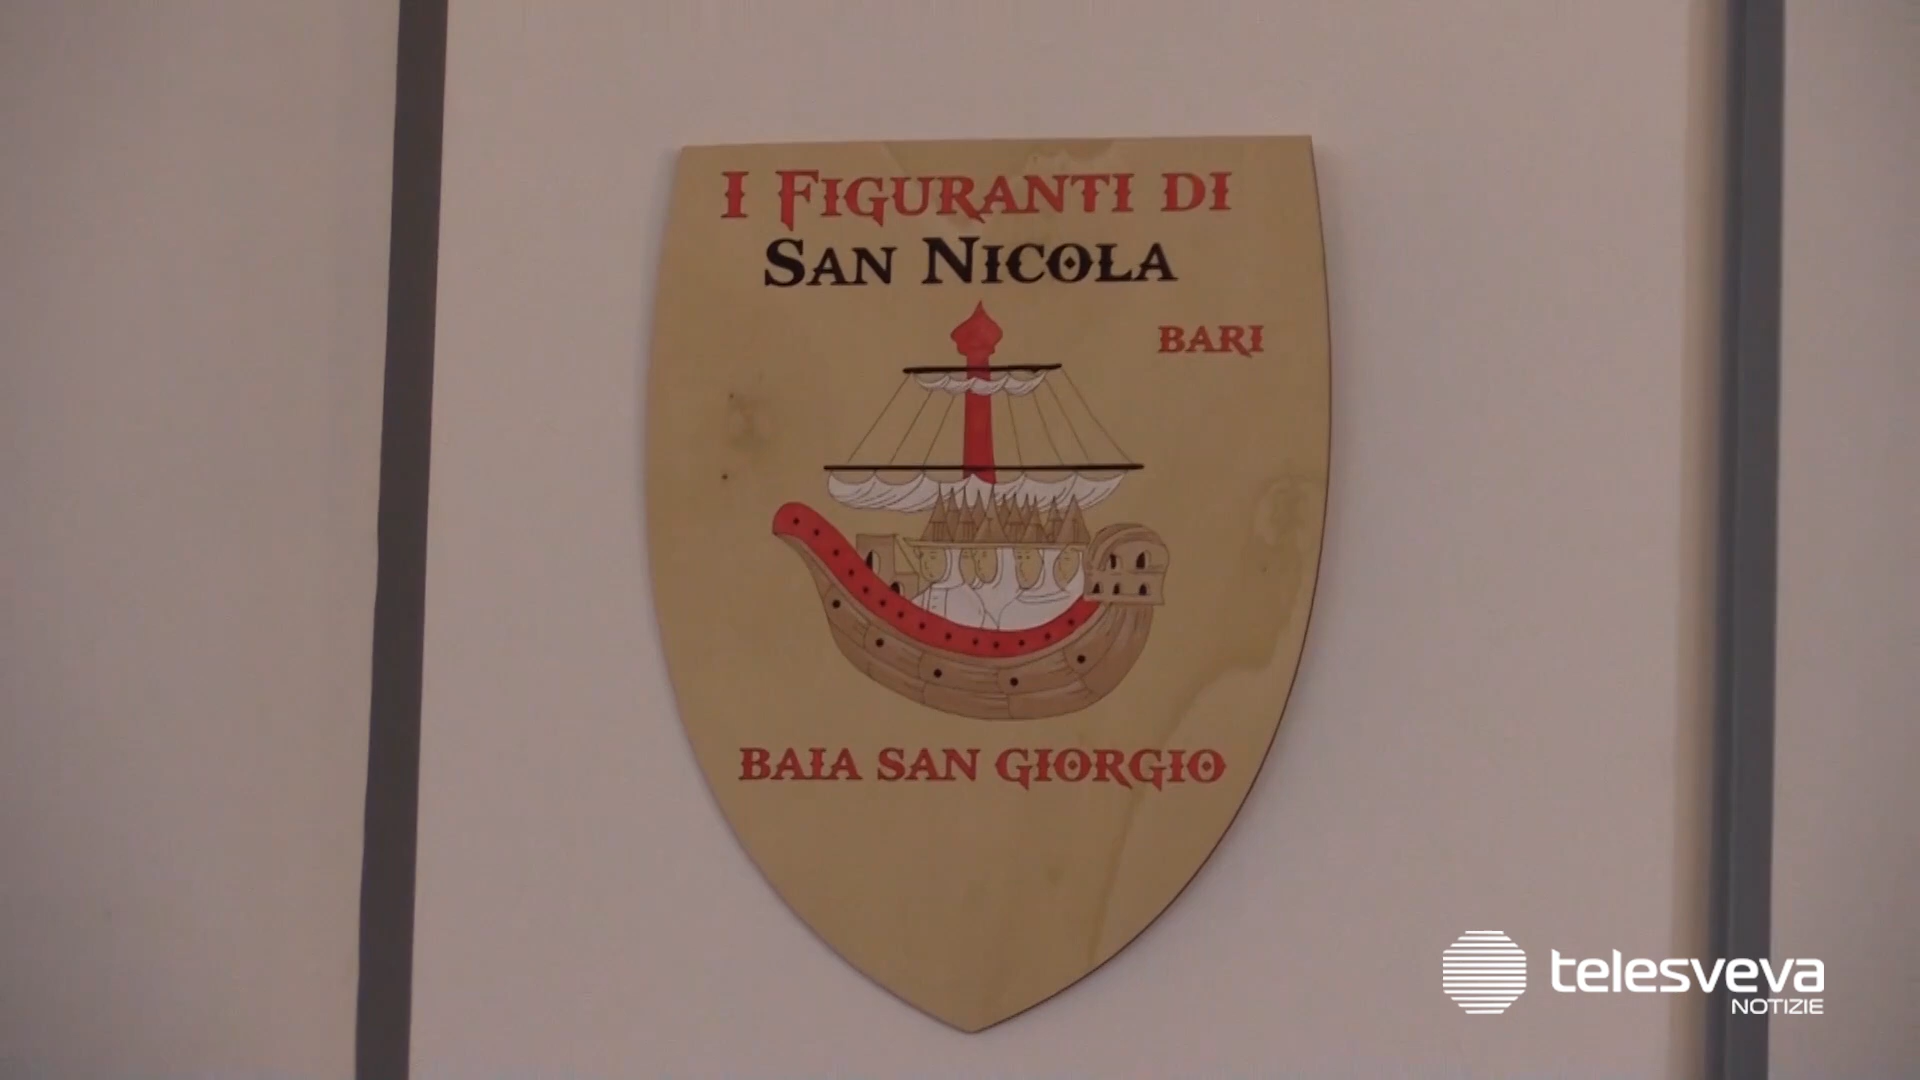 I FIGURANTI DI
SAN NICOLA
BARI
BAIA SAN GIORGIO
telesveva
NOTIZIE